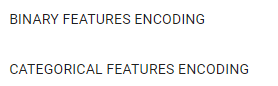 BINARY FEATURES ENCODING
CATEGORICAL FEATURES ENCODING